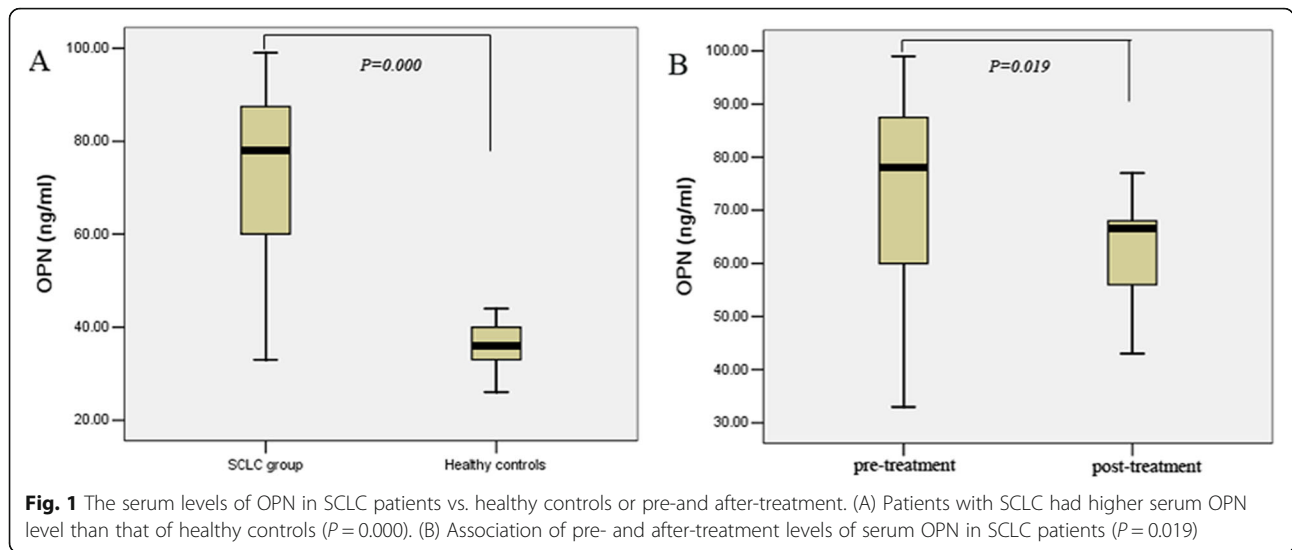 A
P=0.000
OPN (ng/ml)
100.00
80.00
60.00
40.00
20.00
SCLC group
Healthy controls
B
P=0.019
OPN (ng/ml)
100.00
90.00
80.00
70.00
60.00
50.00
40.00
30.00
pre-treatment
post-treatment
Fig. 1 The serum levels of OPN in SCLC patients vs. healthy controls or pre-and after-treatment. (A) Patients with SCLC had higher serum OPN
level than that of healthy controls (P = 0.000). (B) Association of pre- and after-treatment levels of serum OPN in SCLC patients (P = 0.019)